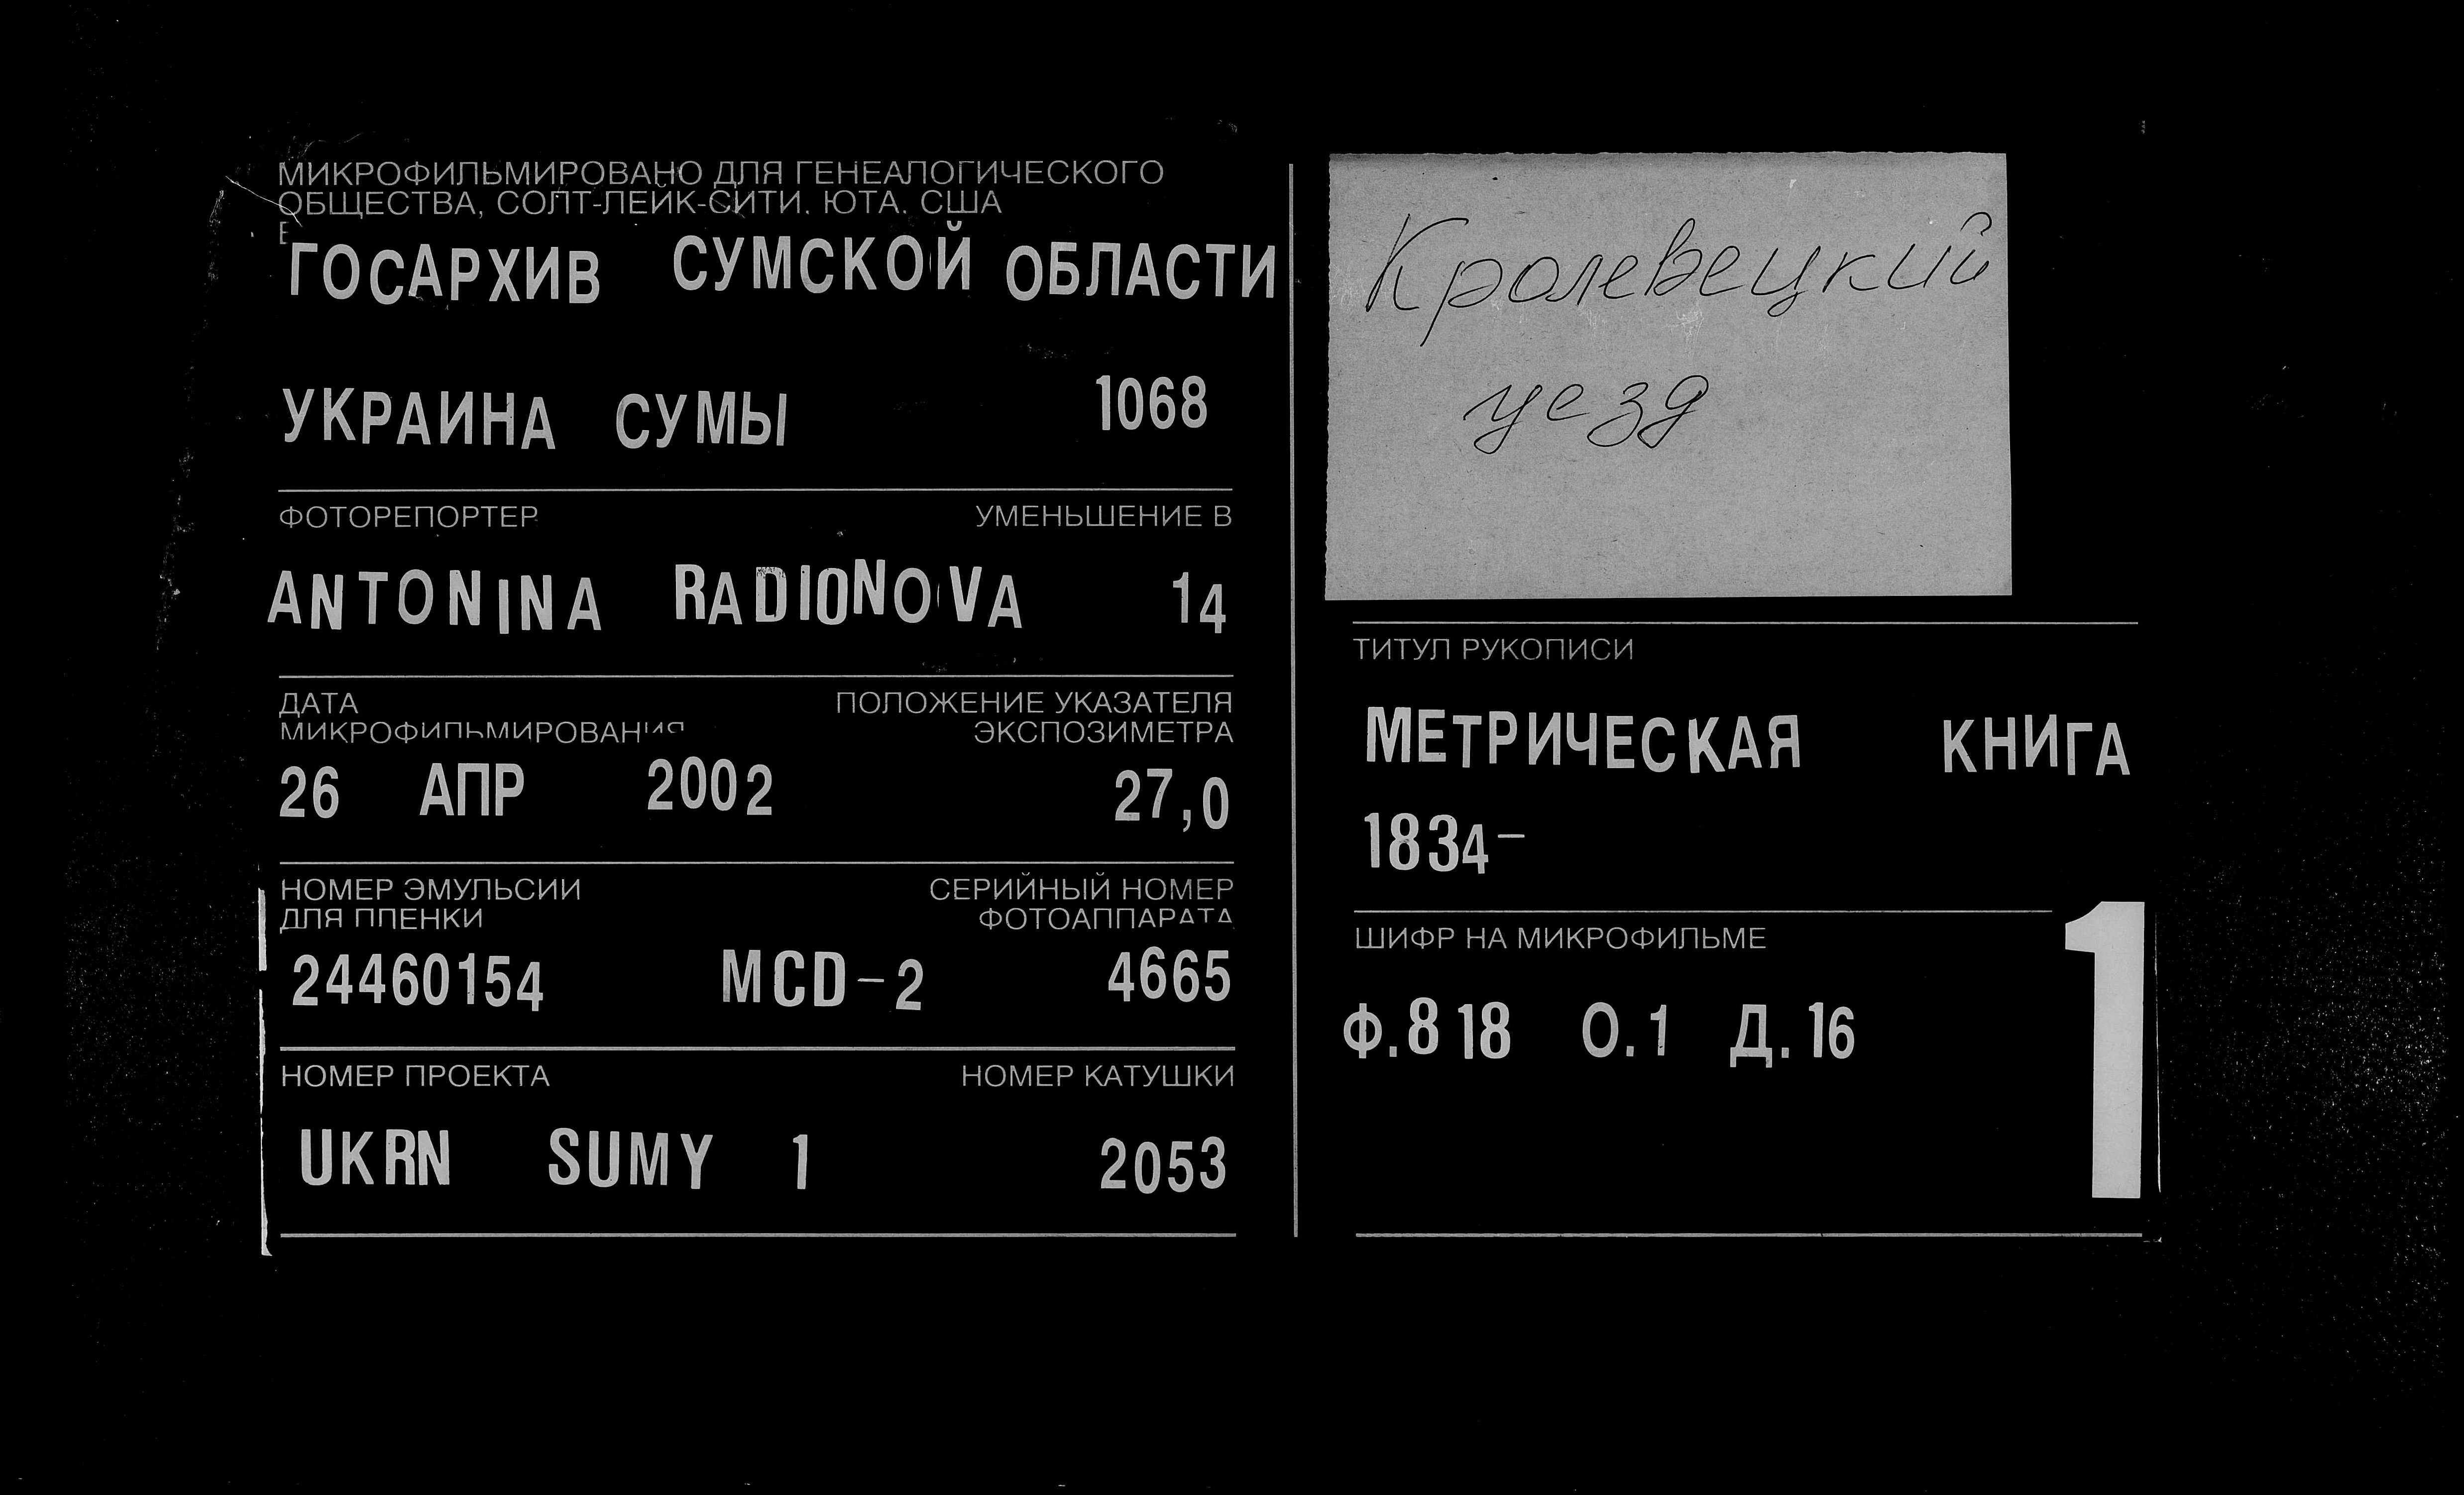 МИКРОФИЛЬМИРОВАНО ДЛЯ ГЕНЕАЛОГИЧЕСКОГО
ОБЩЕСТВА, СОЛТ-ЛЕЙК-СИТИ, ЮТА, США
В
ГОСАРХИВ СУМСКОЙ ОБЛАСТИ
УКРАИНА СУМЫ 1068
ФОТОРЕПОРТЕР УМЕНЬШЕНИЕ В
ANTONINA RADIONOVA 14
ДАТА ПОЛОЖЕНИЕ УКАЗАТЕЛЯ
МИКРОФИЛЬМИРОВАНИЯ ЭКСПОЗИМЕТРА
26 АПР 2002 27,0
НОМЕР ЭМУЛЬСИИ СЕРИЙНЫЙ НОМЕР
ДЛЯ ПЛЕНКИ ФОТОАППАРАТА
24460154 MCD-2 4665
НОМЕР ПРОЕКТА НОМЕР КАТУШКИ
UKRN SUMY 1 2053
Кролевецкий
уезд
ТИТУЛ РУКОПИСИ
МЕТРИЧЕСКАЯ КНИГА
1834-
ШИФР НА МИКРОФИЛЬМЕ
Ф.818 О.1 Д.16
1